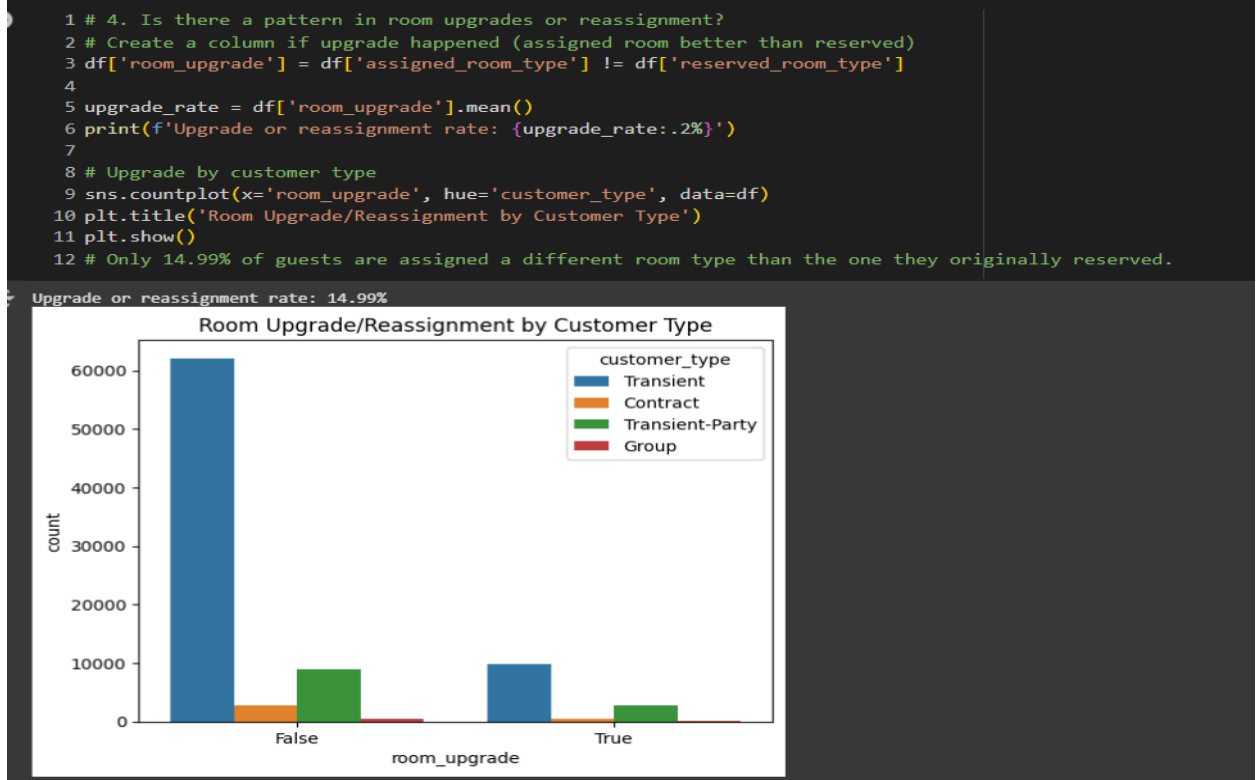 1 # 4. Is there a pattern in room upgrades or reassignment?
2 # Create a column if upgrade happened (assigned room better than reserved)
3 df['room_upgrade'] = df['assigned_room_type'] != df['reserved_room_type']
4
5 upgrade_rate = df['room_upgrade'].mean()
6 print(f'Upgrade or reassignment rate: {upgrade_rate:.2%}')
7
8 # Upgrade by customer type
9 sns.countplot(x='room_upgrade', hue='customer_type', data=df)
10 plt.title('Room Upgrade/Reassignment by Customer Type')
11 plt.show()
12 # Only 14.99% of guests are assigned a different room type than the one they originally reserved.
Upgrade or reassignment rate: 14.99%
Room Upgrade/Reassignment by Customer Type
customer_type
Transient
Contract
Transient-Party
Group
60000
50000
40000
30000
20000
10000
0
count
False True
room_upgrade